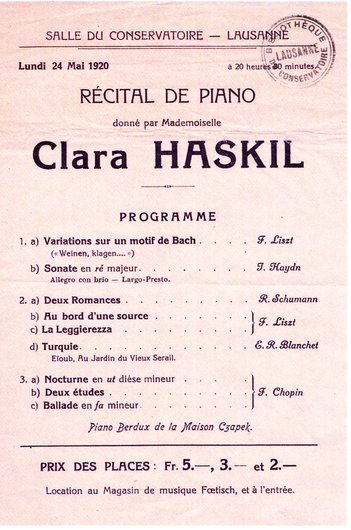 SALLE DU CONSERVATOIRE — LAUSANNE
BIBLIOTHÈQUE
LAUSANNE
CONSERVATOIRE
Lundi 24 Mai 1920 à 20 heures 30 minutes
RÉCITAL DE PIANO
donné par Mademoiselle
Clara HASKIL
PROGRAMME
1. a) Variations sur un motif de Bach . . . . F. Liszt
(« Weinen, klagen.... »)
b) Sonate en ré majeur . . . . . . . . J. Haydn
Allegro con brio — Largo-Presto.
2. a) Deux Romances . . . . . . . . . R. Schumann
b) Au bord d'une source . . . . . . .
c) La Leggierezza . . . . . . . . . } F. Liszt
d) Turquie . . . . . . . . . . . E. R. Blanchet
Eloub, Au Jardin du Vieux Serail.
3. a) Nocturne en ut dièse mineur . . . . .
b) Deux études . . . . . . . . . . } F. Chopin
c) Ballade en fa mineur . . . . . . .
Piano Berdux de la Maison Czapek.
PRIX DES PLACES : Fr. 5.—, 3.— et 2.—
Location au Magasin de musique Fœtisch, et à l'entrée.